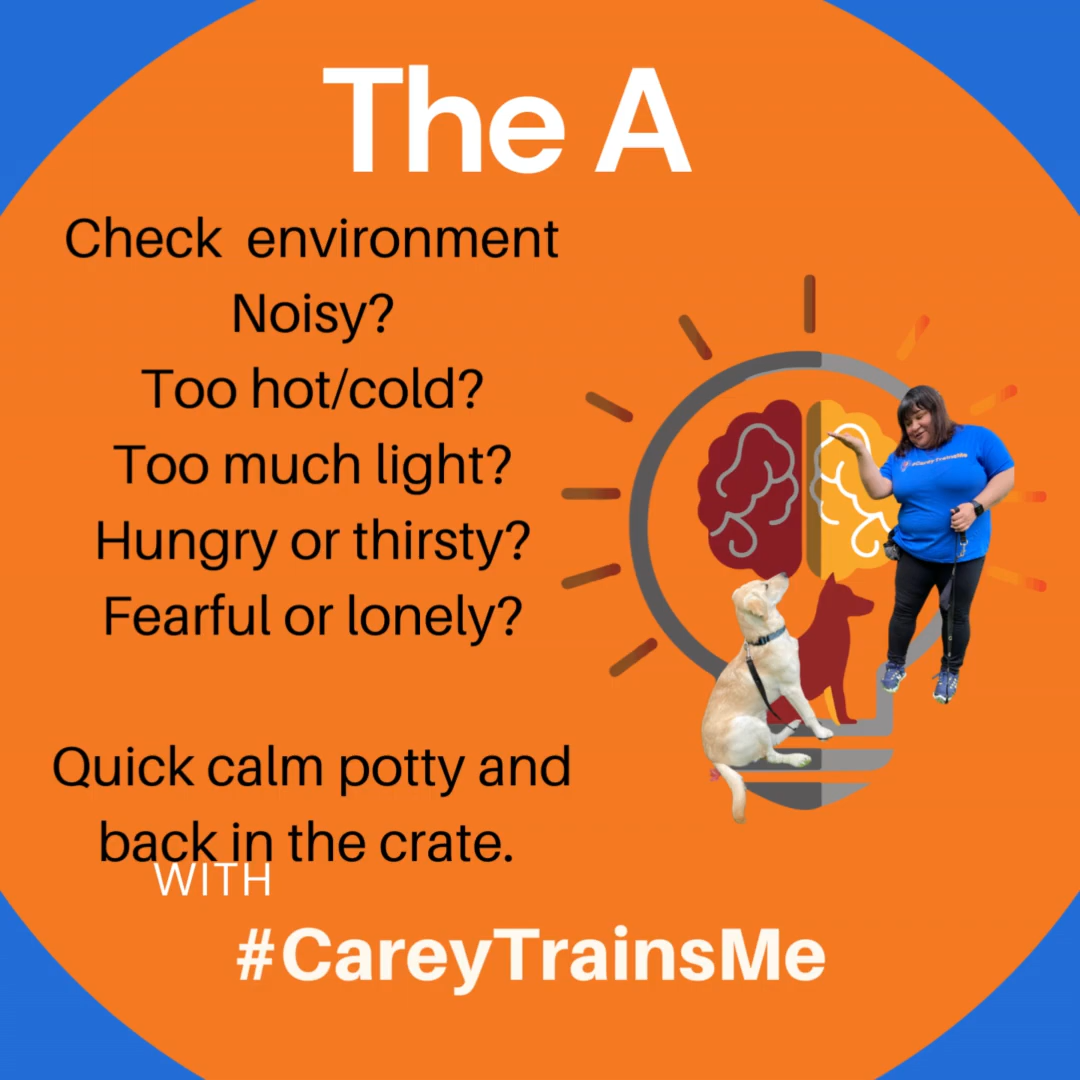 The A
Check environment
Noisy?
Too hot/cold?
Too much light?
Hungry or thirsty?
Fearful or lonely?
Quick calm potty and
back in the crate.
WITH
#CareyTrainsMe
#CareyTrainsMe